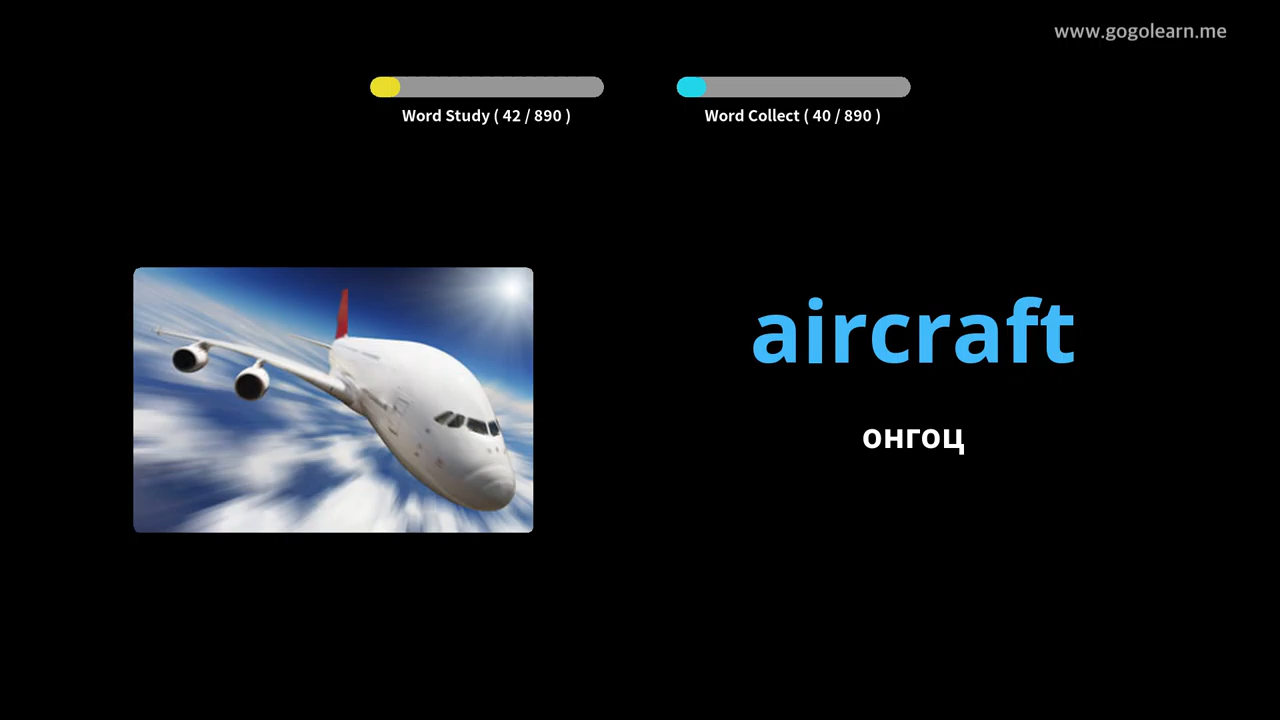 www.gogolearn.me
Word Study ( 42 / 890 )
Word Collect ( 40 / 890 )
aircraft
онгоц